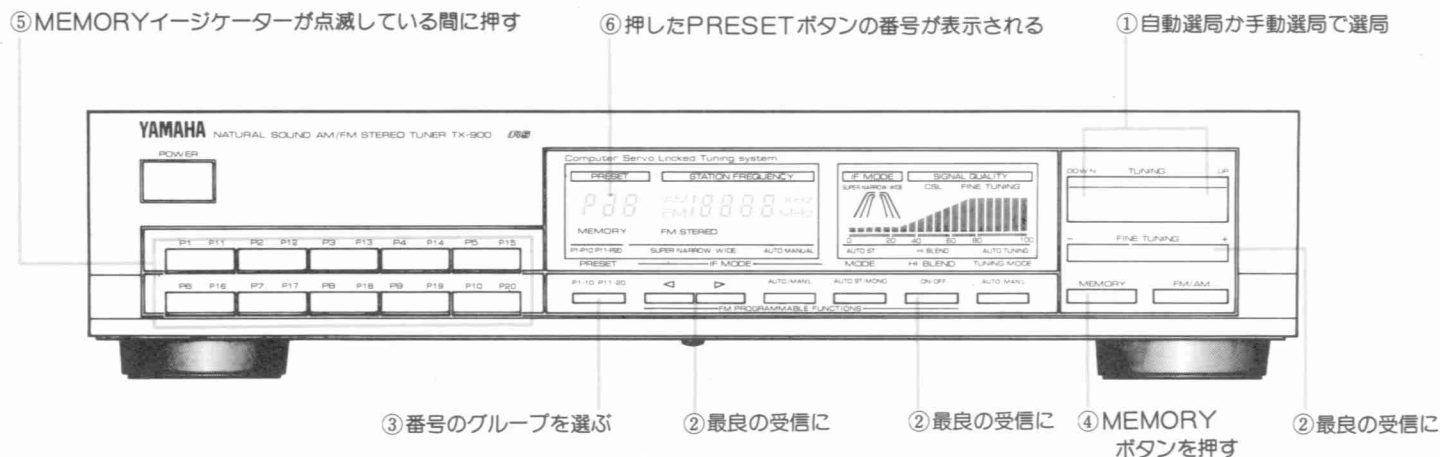 ⑤MEMORYイージケーターが点滅している間に押す
⑥押したPRESETボタンの番号が表示される
①自動選局か手動選局で選局
YAMAHA NATURAL SOUND AM/FM STEREO TUNER TX-900
POWER
Computer Servo Locked Tuning system
PRESET STATION FREQUENCY
IF MODE SIGNAL QUALITY
SUPER NARROW WIDE CSL FINE TUNING
AM kHz
FM MHz
MEMORY FM STEREO
0 20 40 60 80 100
P1-P10 P11-P20 SUPER NARROW WIDE AUTO MANUAL
AUTO ST HI BLEND AUTO TUNING
PRESET IF MODE MODE HI BLEND TUNING MODE
DOWN TUNING UP
- FINE TUNING +
MEMORY FM/AM
P1 P11 P2 P12 P3 P13 P4 P14 P5 P15
P6 P16 P7 P17 P8 P18 P9 P19 P10 P20
P1-10 P11-20 ◁ ▷ AUTO/MAN'L AUTO ST/MONO ON/OFF AUTO/MAN'L
FM PROGRAMMABLE FUNCTIONS
③番号のグループを選ぶ
②最良の受信に
②最良の受信に
④MEMORY
ボタンを押す
②最良の受信に